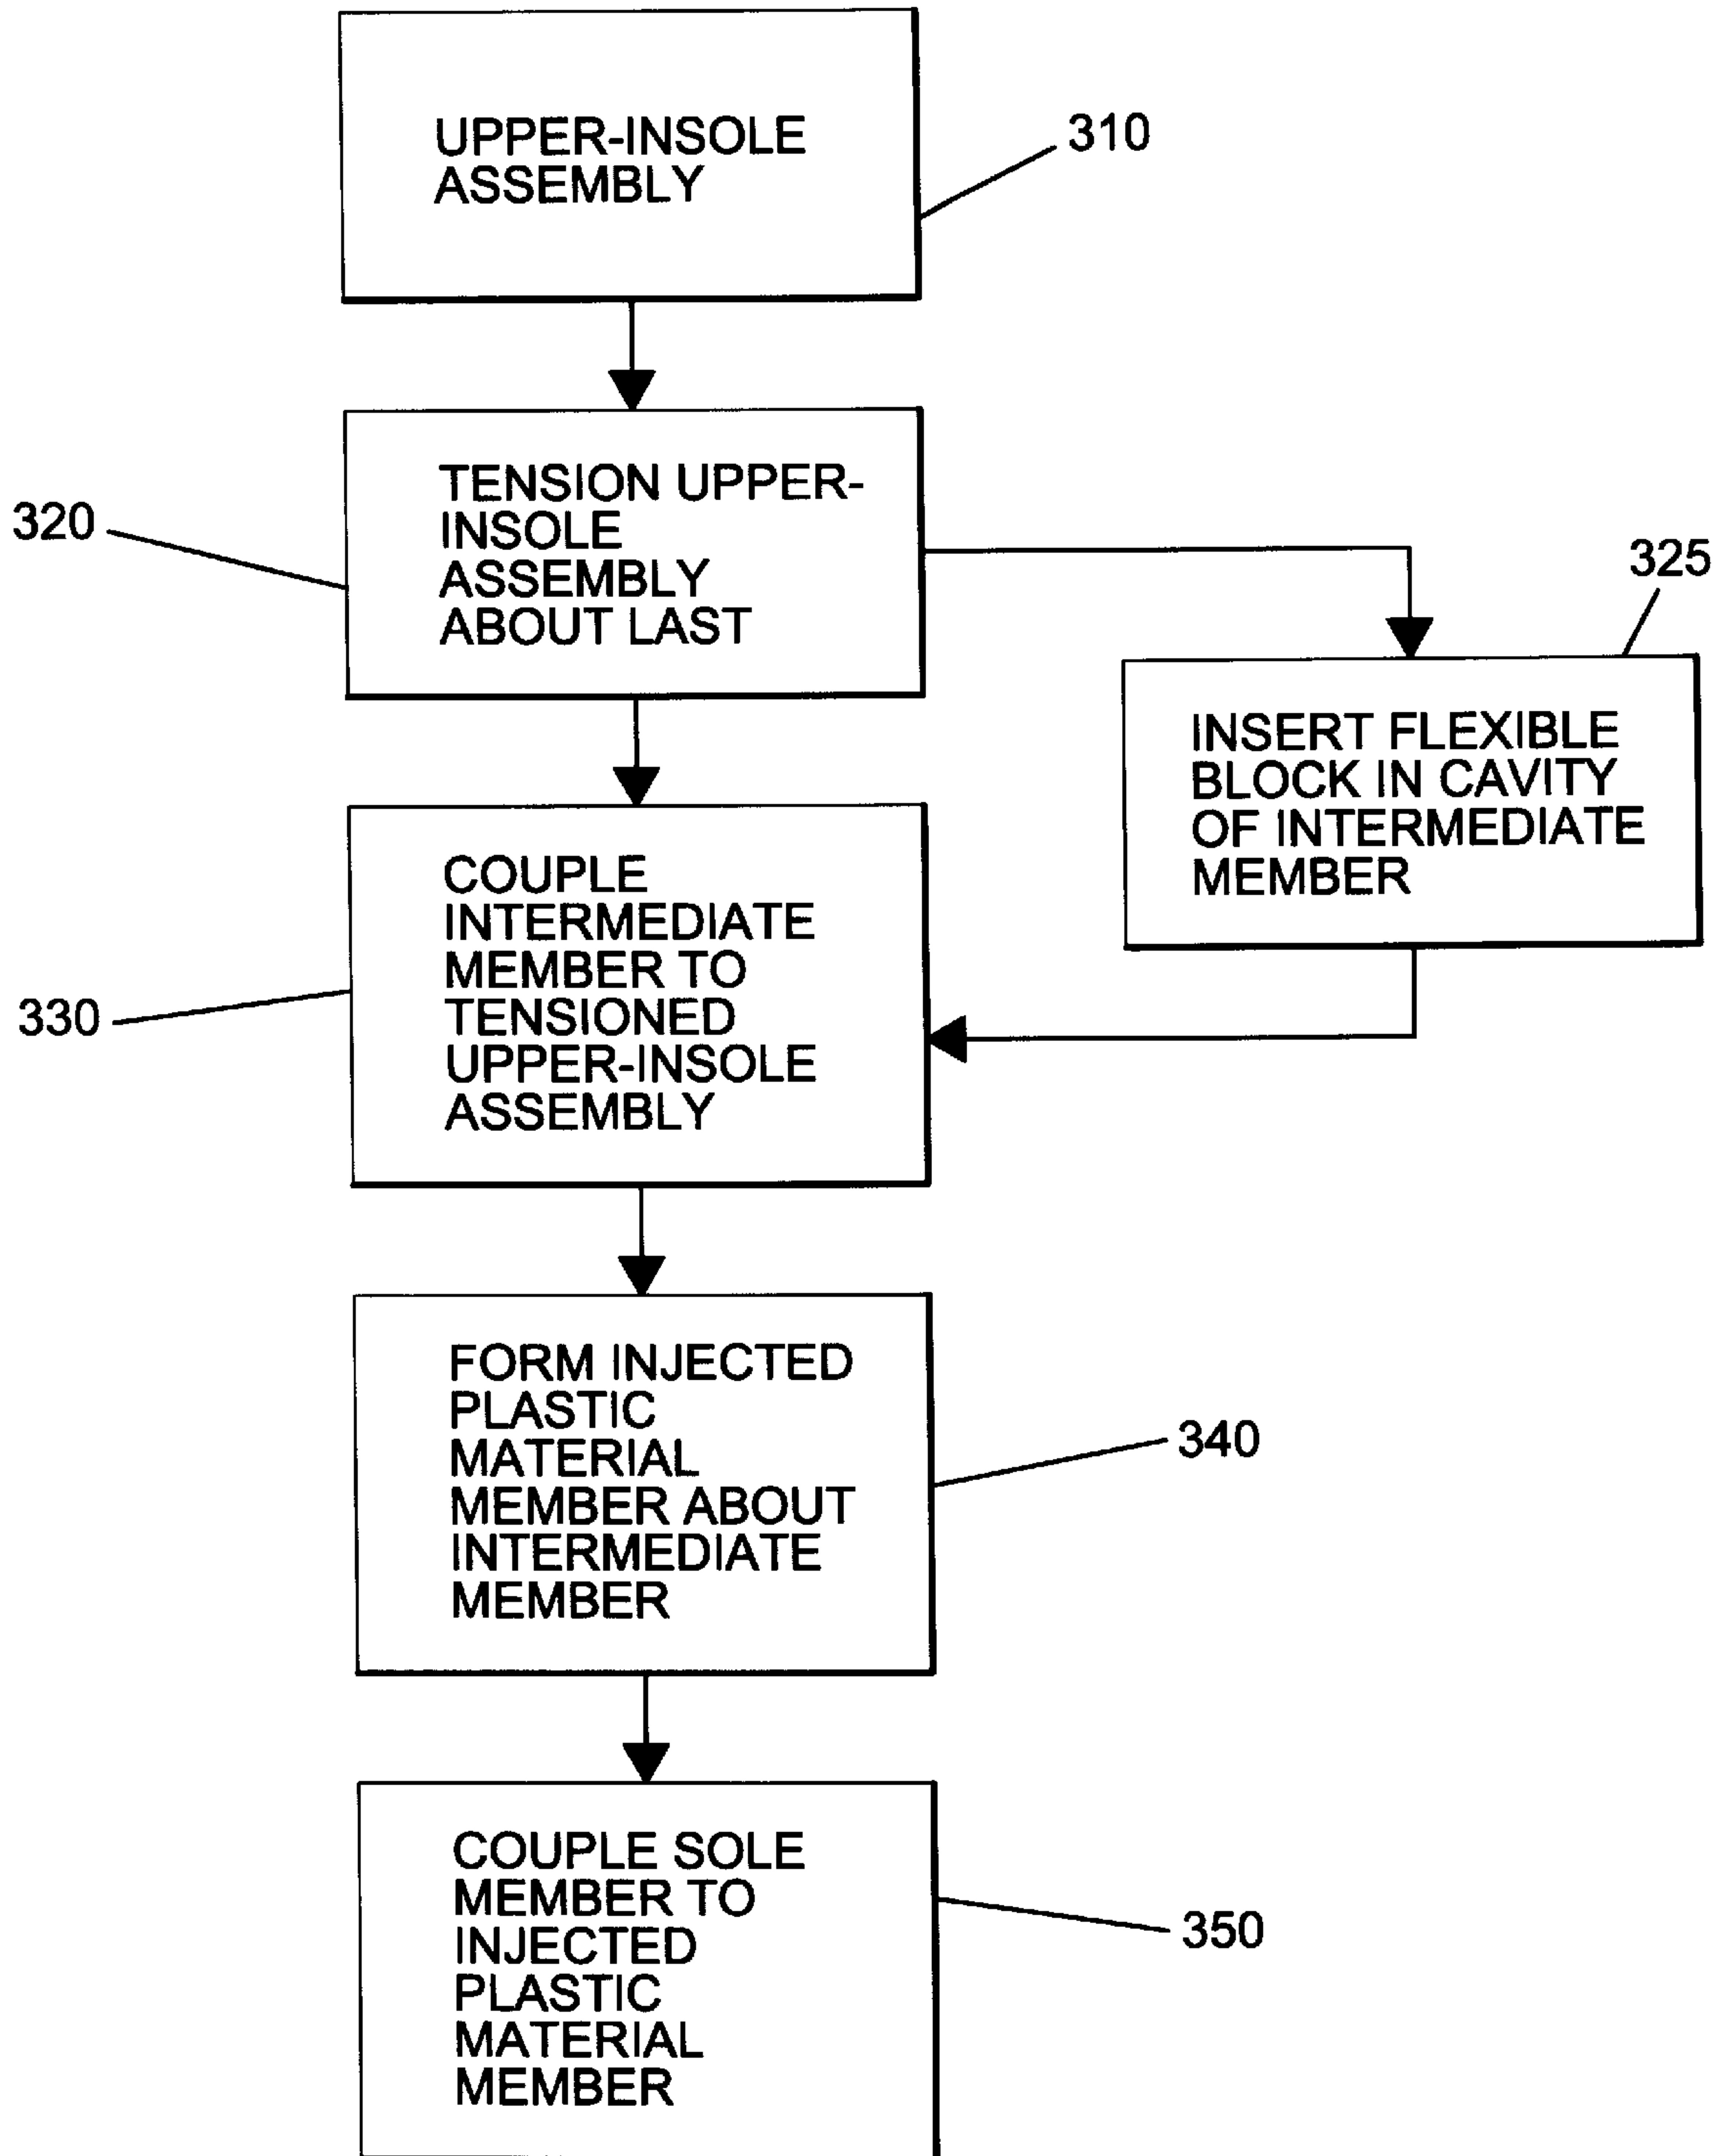 UPPER-INSOLE
ASSEMBLY
310
TENSION UPPER-
INSOLE
ASSEMBLY
ABOUT LAST
320
325
INSERT FLEXIBLE
BLOCK IN CAVITY
OF INTERMEDIATE
MEMBER
COUPLE
INTERMEDIATE
MEMBER TO
TENSIONED
UPPER-INSOLE
ASSEMBLY
330
FORM INJECTED
PLASTIC
MATERIAL
MEMBER ABOUT
INTERMEDIATE
MEMBER
340
COUPLE SOLE
MEMBER TO
INJECTED
PLASTIC
MATERIAL
MEMBER
350